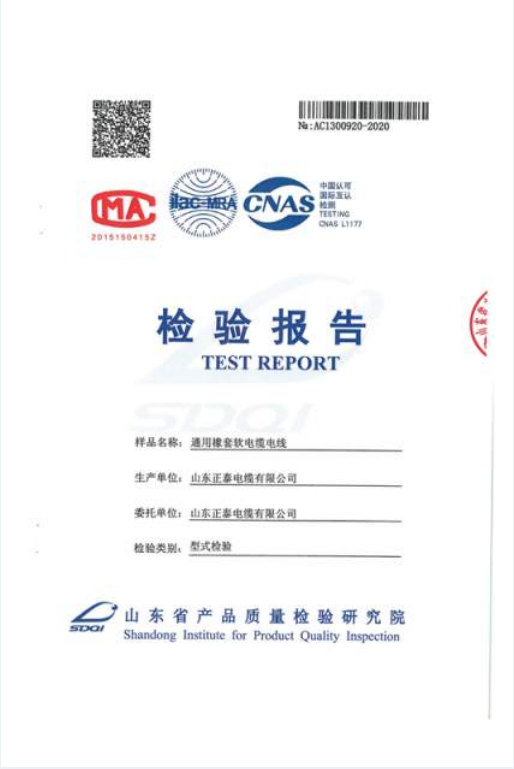 №:AC1300920-2020
MA
2015150415Z
ilac-MRA
CNAS
中国认可
国际互认
检测
TESTING
CNAS L1177
检验报告
TEST REPORT
SDQI
样品名称: 通用橡套软电缆电线
生产单位: 山东正泰电缆有限公司
委托单位: 山东正泰电缆有限公司
检验类别: 型式检验
SDQI
山东省产品质量检验研究院
Shandong Institute for Product Quality Inspection